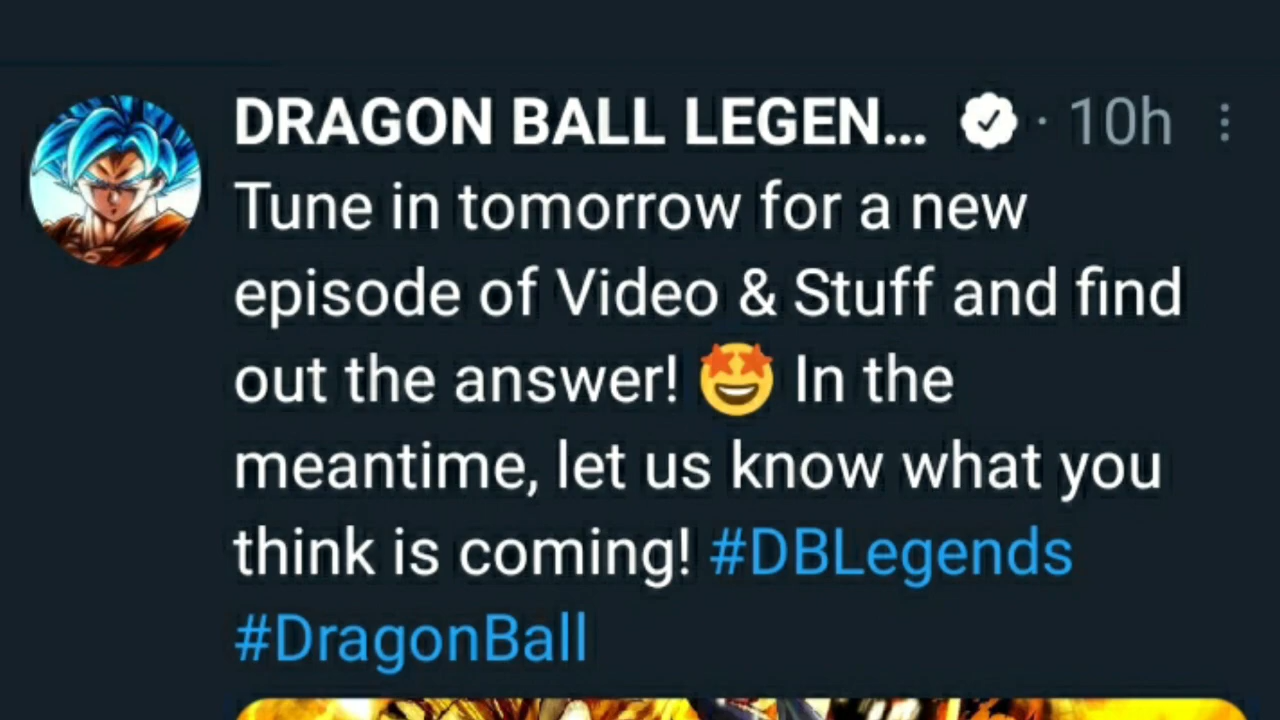 DRAGON BALL LEGEN... · 10h
Tune in tomorrow for a new
episode of Video & Stuff and find
out the answer! 🤩 In the
meantime, let us know what you
think is coming! #DBLegends
#DragonBall